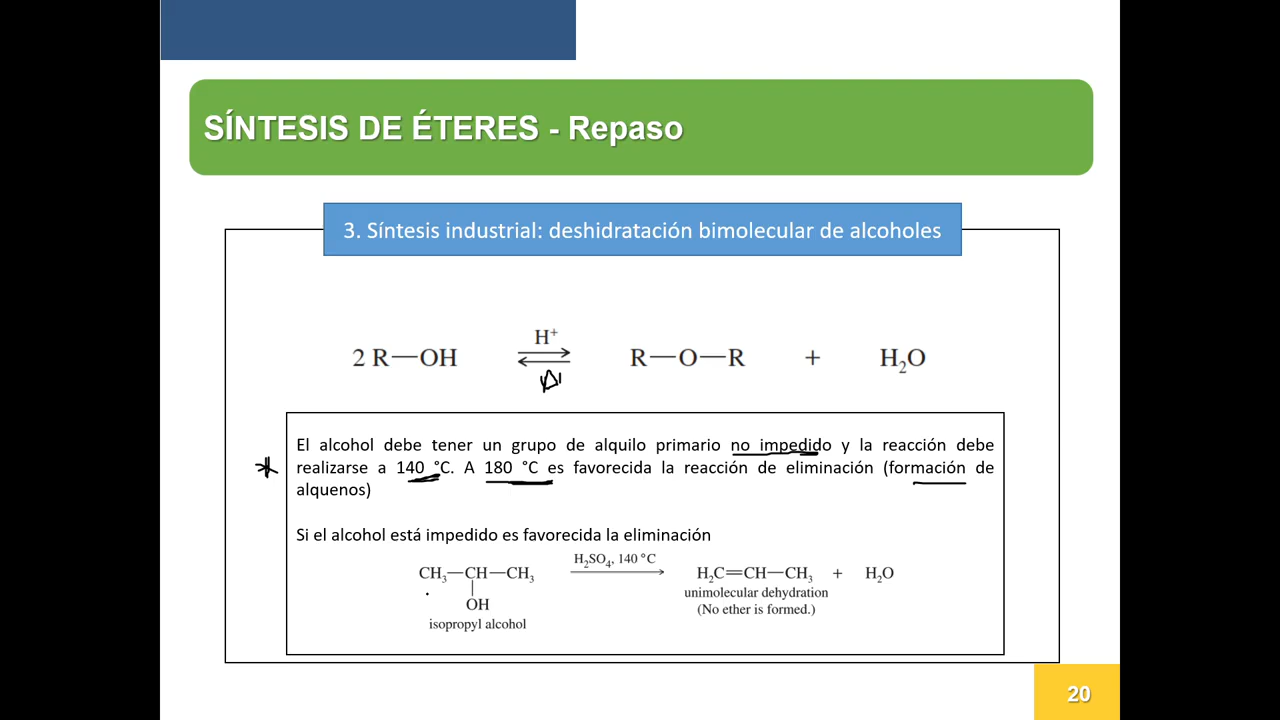 SÍNTESIS DE ÉTERES - Repaso
3. Síntesis industrial: deshidratación bimolecular de alcoholes
H⁺
2 R—OH ⇌ R—O—R + H₂O
Δ
El alcohol debe tener un grupo de alquilo primario no impedido y la reacción debe
realizarse a 140 °C. A 180 °C es favorecida la reacción de eliminación (formación de
alquenos)
Si el alcohol está impedido es favorecida la eliminación
H₂SO₄, 140 °C
CH₃—CH—CH₃ → H₂C=CH—CH₃ + H₂O
OH
unimolecular dehydration
(No ether is formed.)
isopropyl alcohol
20